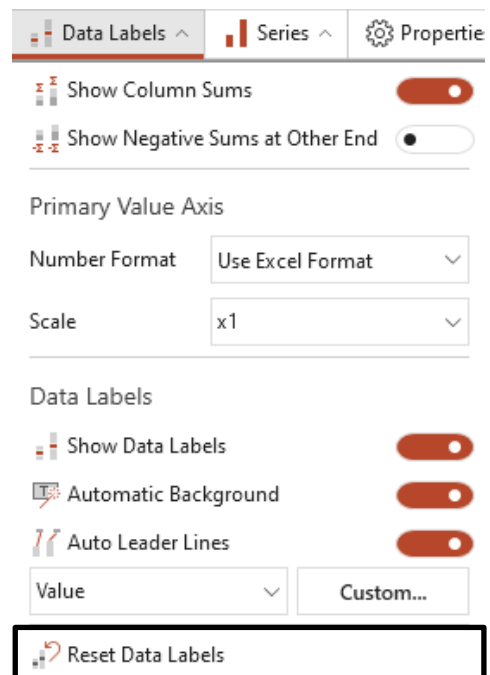 Data Labels Series Propertie
Show Column Sums
Show Negative Sums at Other End
Primary Value Axis
Number Format Use Excel Format
Scale x1
Data Labels
Show Data Labels
Automatic Background
Auto Leader Lines
Value Custom...
Reset Data Labels